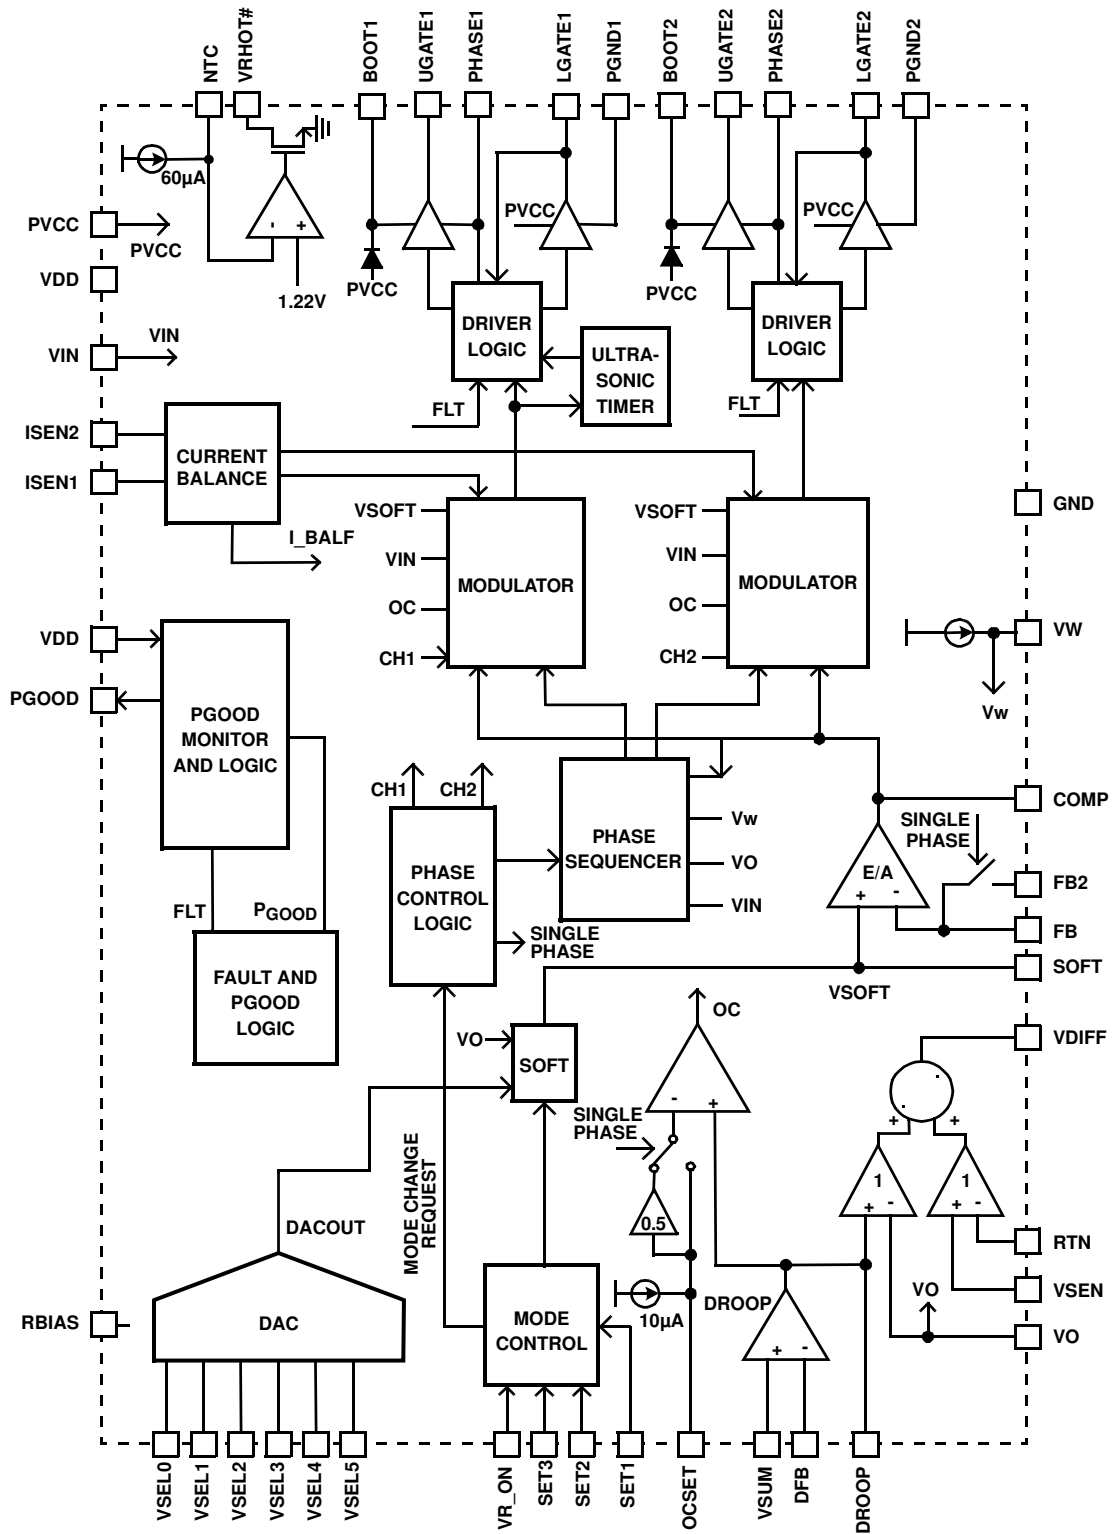 NTC
VRHOT#
BOOT1
UGATE1
PHASE1
LGATE1
PGND1
BOOT2
UGATE2
PHASE2
LGATE2
PGND2
60µA
- +
1.22V
PVCC
PVCC
VDD
VIN
VIN
PVCC
PVCC
PVCC
PVCC
DRIVER
LOGIC
DRIVER
LOGIC
ULTRA-
SONIC
TIMER
FLT
FLT
ISEN2
ISEN1
CURRENT
BALANCE
I_BALF
VSOFT
VIN
OC
CH1
MODULATOR
VSOFT
VIN
OC
CH2
MODULATOR
GND
VW
Vw
VDD
PGOOD
PGOOD
MONITOR
AND LOGIC
FLT
PGOOD
FAULT AND
PGOOD
LOGIC
CH1
CH2
PHASE
CONTROL
LOGIC
SINGLE
PHASE
PHASE
SEQUENCER
Vw
VO
VIN
COMP
SINGLE
PHASE
E/A
+ -
FB2
FB
SOFT
VSOFT
VDIFF
VO
SOFT
OC
- +
SINGLE
PHASE
0.5
10µA
+ +
1
+ -
1
+ -
RTN
VSEN
VO
VO
MODE CHANGE
REQUEST
DACOUT
DAC
RBIAS
MODE
CONTROL
DROOP
+ -
VSEL0
VSEL1
VSEL2
VSEL3
VSEL4
VSEL5
VR_ON
SET3
SET2
SET1
OCSET
VSUM
DFB
DROOP